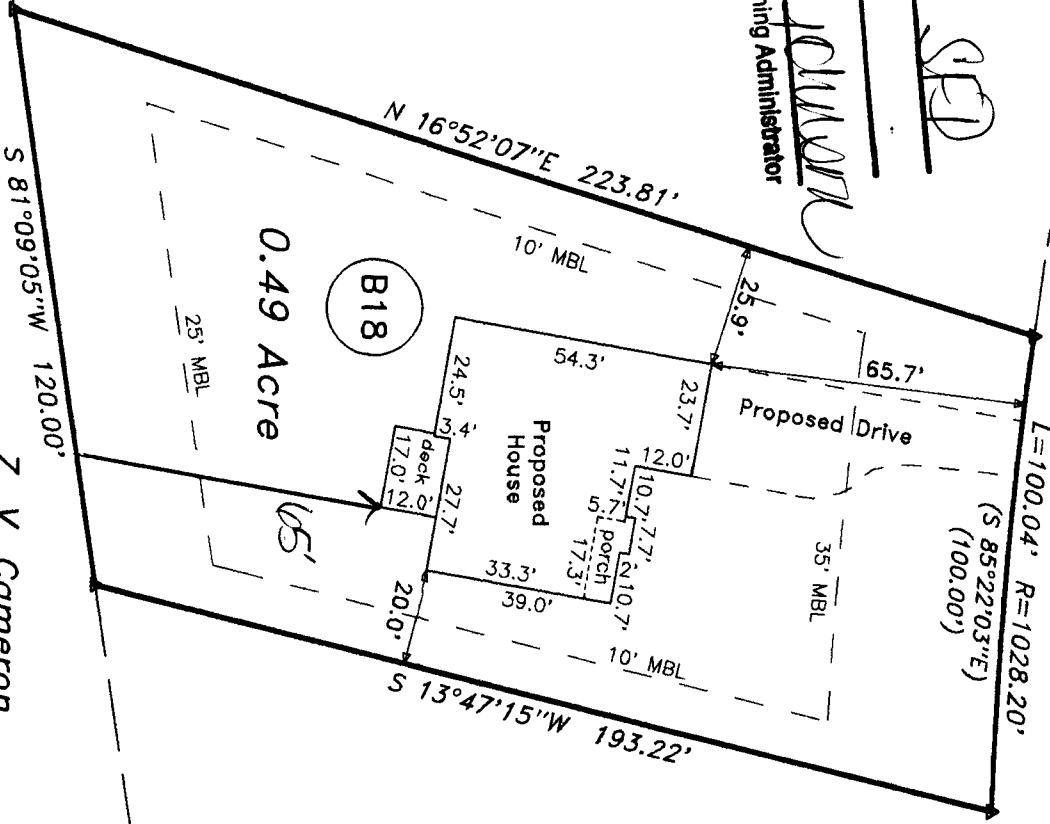 SFD
ning Administrator
N 16°52'07"E 223.81'
L=100.04' R=1028.20'
(S 85°22'03"E)
(100.00')
65.7'
25.9'
Proposed Drive
35' MBL
10' MBL
B18
0.49 Acre
54.3'
23.7'
12.0'
11.7'
10.7'
7.7'
5.7'
porch
2'
17.3'
10.7'
Proposed
House
24.5'
3.4'
deck
17.0'
12.0'
27.7'
33.3'
39.0'
20.0'
65'
25' MBL
10' MBL
S 81°09'05"W 120.00'
S 13°47'15"W 193.22'
Z. V. Cameron